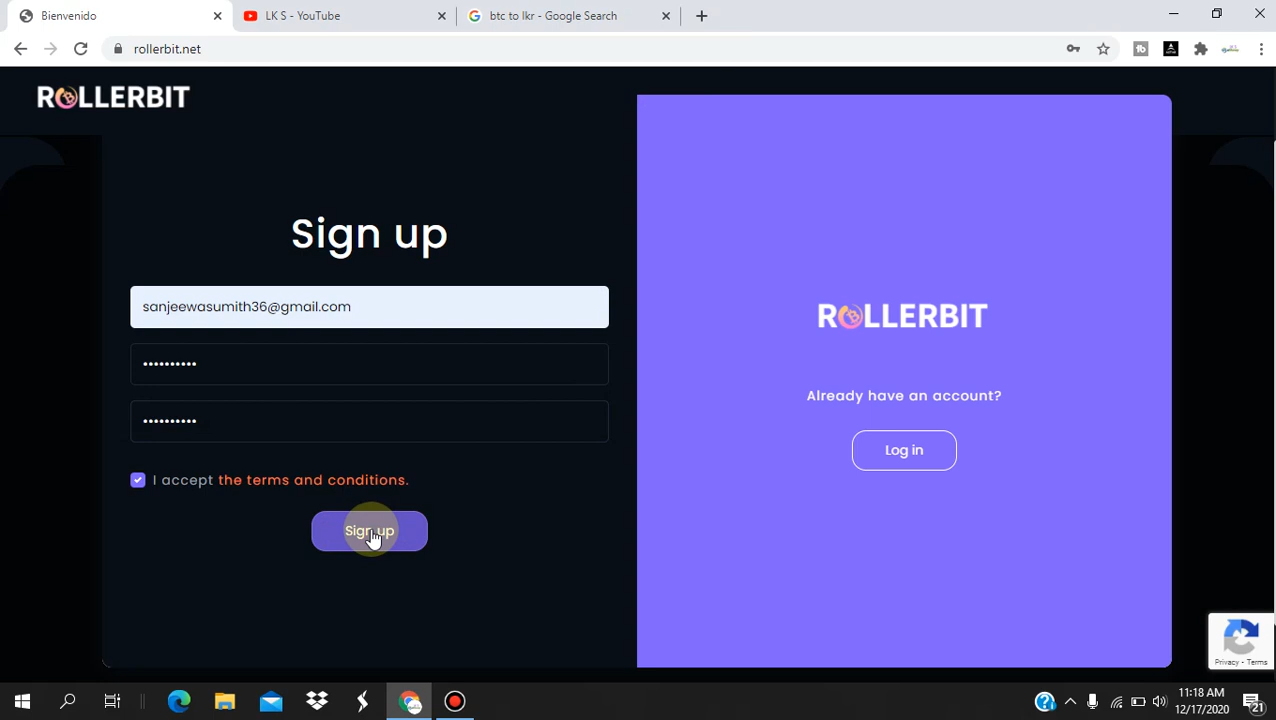 Bienvenido
LK S - YouTube
btc to lkr - Google Search
rollerbit.net
ROLLERBIT
Sign up
sanjeewasumith36@gmail.com
••••••••••
••••••••••
I accept the terms and conditions.
Sign up
ROLLERBIT
Already have an account?
Log in
Privacy - Terms
11:18 AM
12/17/2020
21